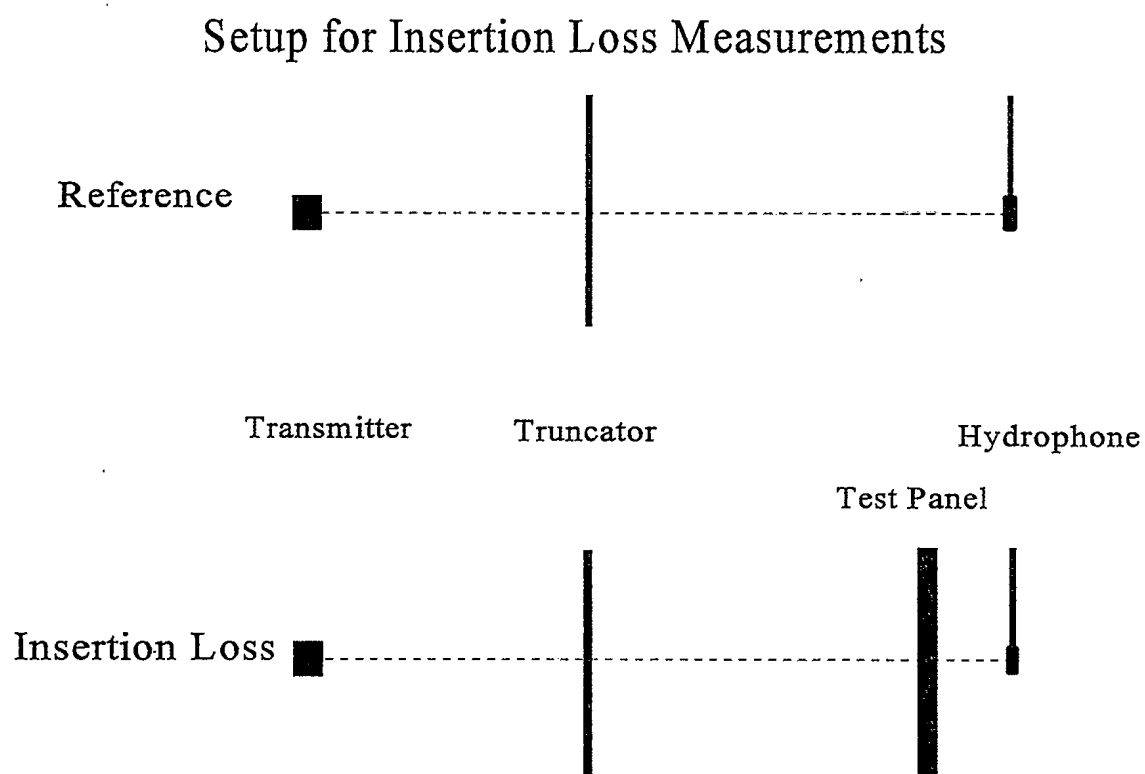 Setup for Insertion Loss Measurements
Reference
Transmitter
Truncator
Hydrophone
Test Panel
Insertion Loss